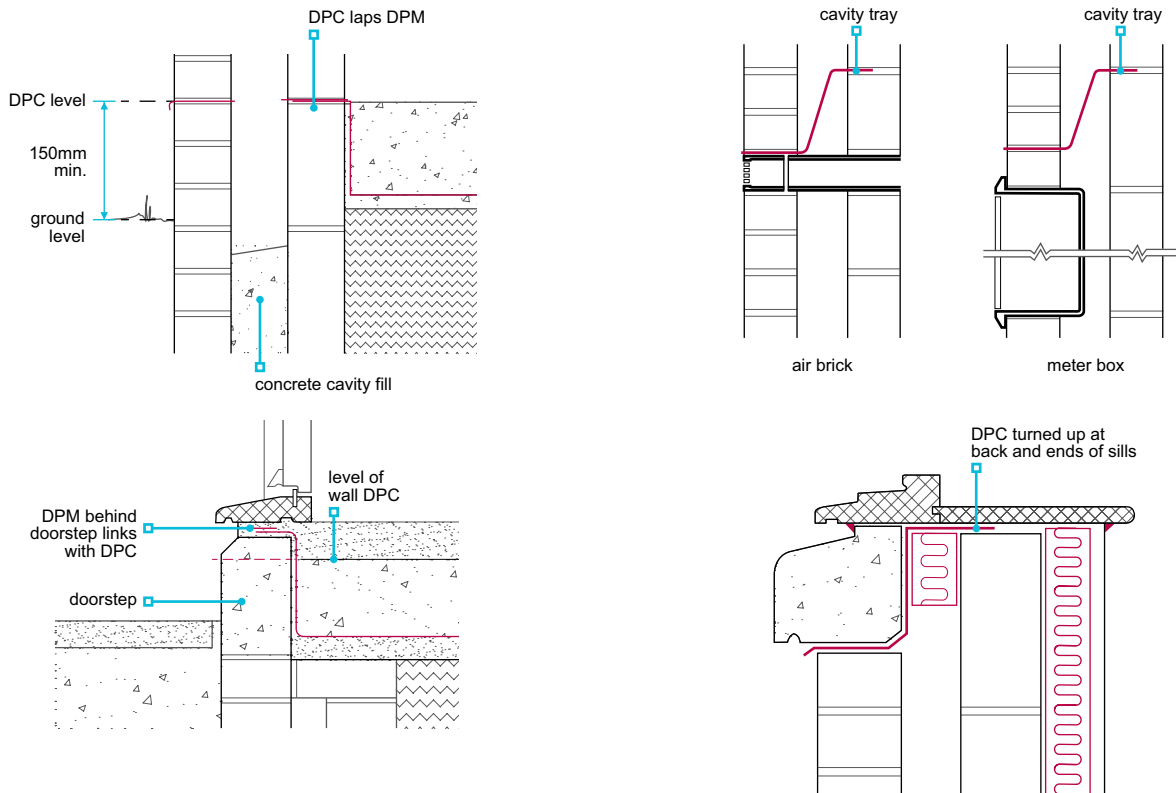 DPC laps DPM
DPC level
150mm
min.
ground
level
concrete cavity fill
cavity tray
cavity tray
air brick
meter box
level of
wall DPC
DPM behind
doorstep links
with DPC
doorstep
DPC turned up at
back and ends of sills